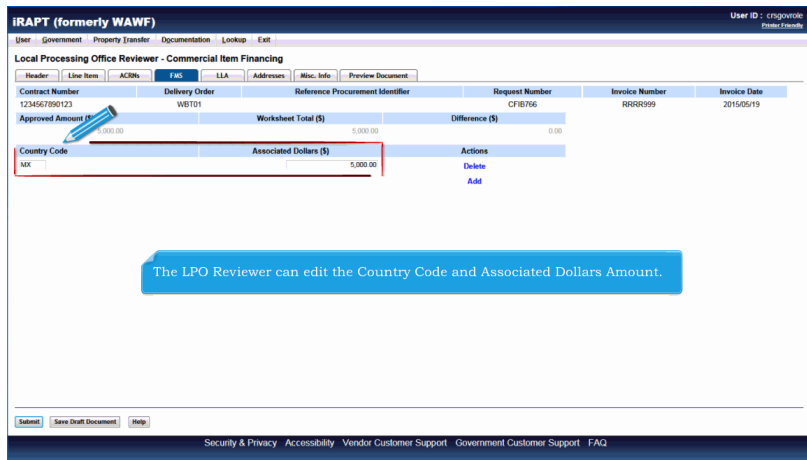 iRAPT (formerly WAWF)
User ID : crsgovrole
Printer Friendly
User Government Property Transfer Documentation Lookup Exit
Local Processing Office Reviewer - Commercial Item Financing
Header Line Item ACRNs FMS LLA Addresses Misc. Info Preview Document
Contract Number Delivery Order Reference Procurement Identifier Request Number Invoice Number Invoice Date
1234567890123 WBT01 CFIB766 RRRR999 2015/05/19
Approved Amount ($) Worksheet Total ($) Difference ($)
5,000.00 5,000.00 0.00
Country Code Associated Dollars ($) Actions
MX 5,000.00 Delete
Add
The LPO Reviewer can edit the Country Code and Associated Dollars Amount.
Submit Save Draft Document Help
Security & Privacy Accessibility Vendor Customer Support Government Customer Support FAQ